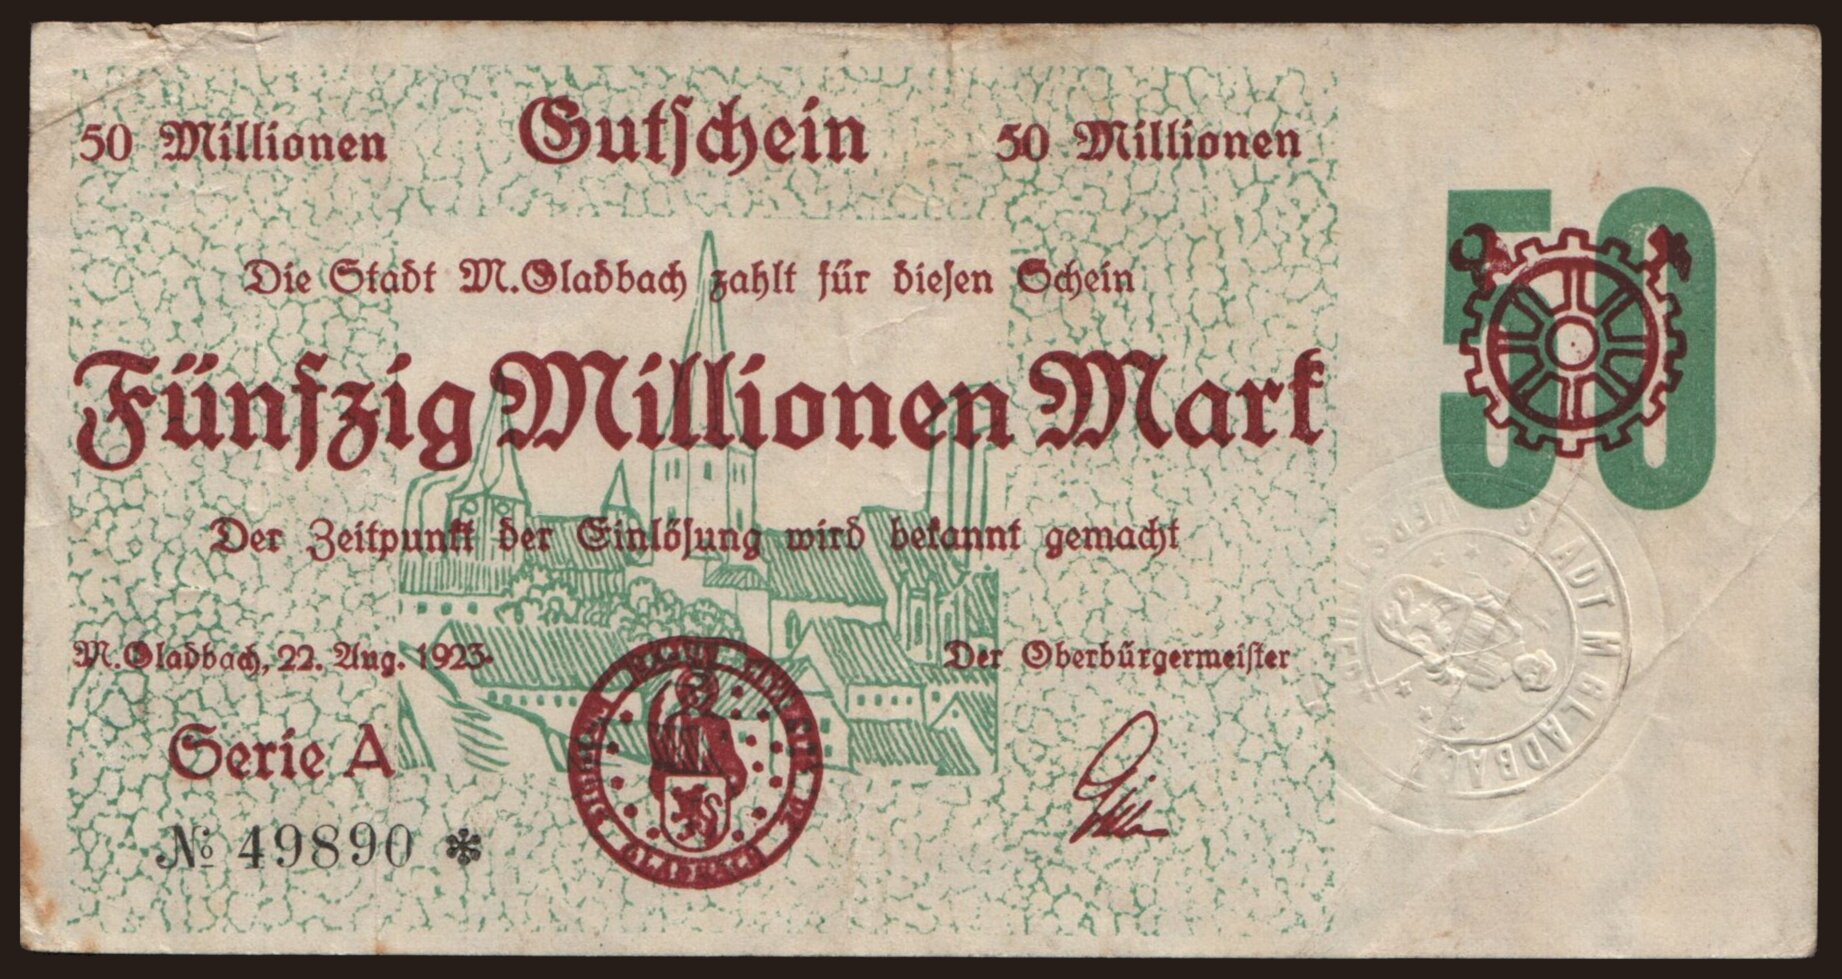 50 Millionen Gutschein 50 Millionen
50
Die Stadt M.Gladbach zahlt für diesen Schein
Fünfzig Millionen Mark
Der Zeitpunkt der Einlösung wird bekannt gemacht
M.Gladbach, 22. Aug. 1923. Der Oberbürgermeister
Serie A
№ 49890 *
GLADBACH
STADT M GLADBACH